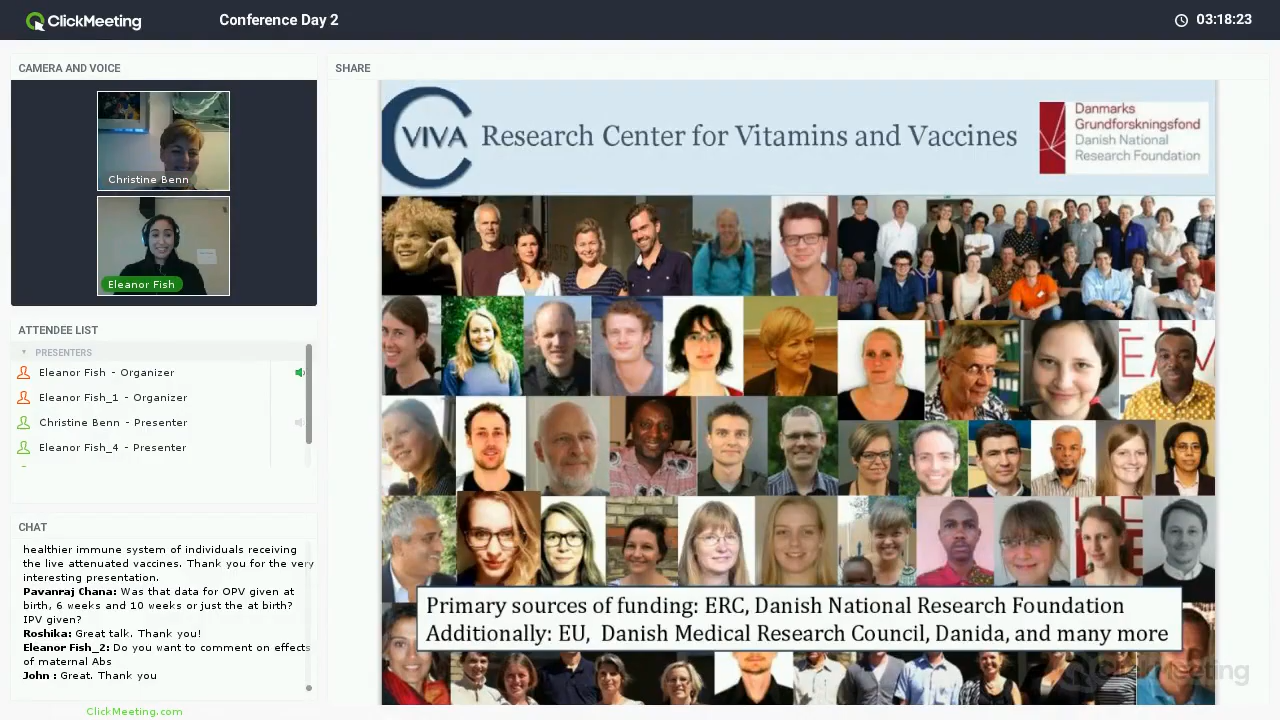 ClickMeeting
Conference Day 2
03:18:23
CAMERA AND VOICE
Christine Benn
Eleanor Fish
ATTENDEE LIST
PRESENTERS
Eleanor Fish - Organizer
Eleanor Fish_1 - Organizer
Christine Benn - Presenter
Eleanor Fish_4 - Presenter
CHAT
healthier immune system of individuals receiving
the live attenuated vaccines. Thank you for the very
interesting presentation.
Pavanraj Chana: Was that data for OPV given at
birth, 6 weeks and 10 weeks or just the at birth?
IPV given?
Roshika: Great talk. Thank you!
Eleanor Fish_2: Do you want to comment on effects
of maternal Abs
John : Great. Thank you
ClickMeeting.com
SHARE
C VIVA
Research Center for Vitamins and Vaccines
Danmarks
Grundforskningsfond
Danish National
Research Foundation
Primary sources of funding: ERC, Danish National Research Foundation
Additionally: EU, Danish Medical Research Council, Danida, and many more
ClickMeeting